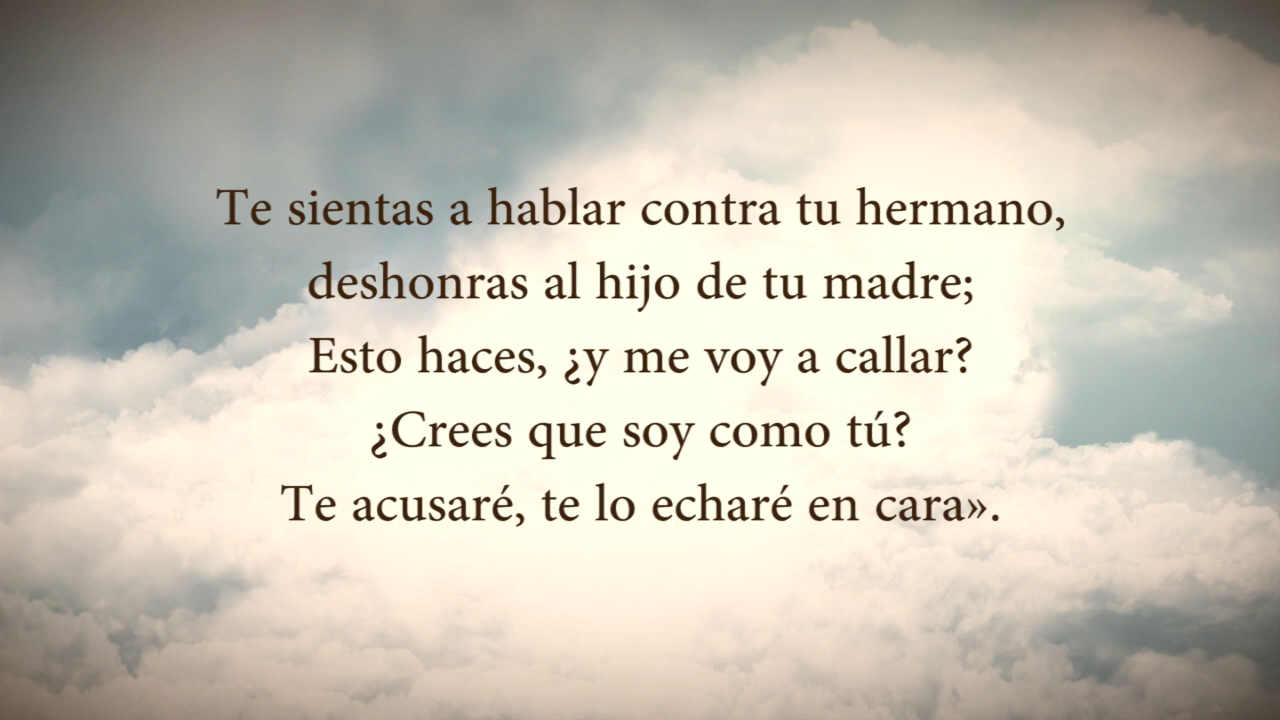 Te sientas a hablar contra tu hermano,
deshonras al hijo de tu madre;
Esto haces, ¿y me voy a callar?
¿Crees que soy como tú?
Te acusaré, te lo echaré en cara».